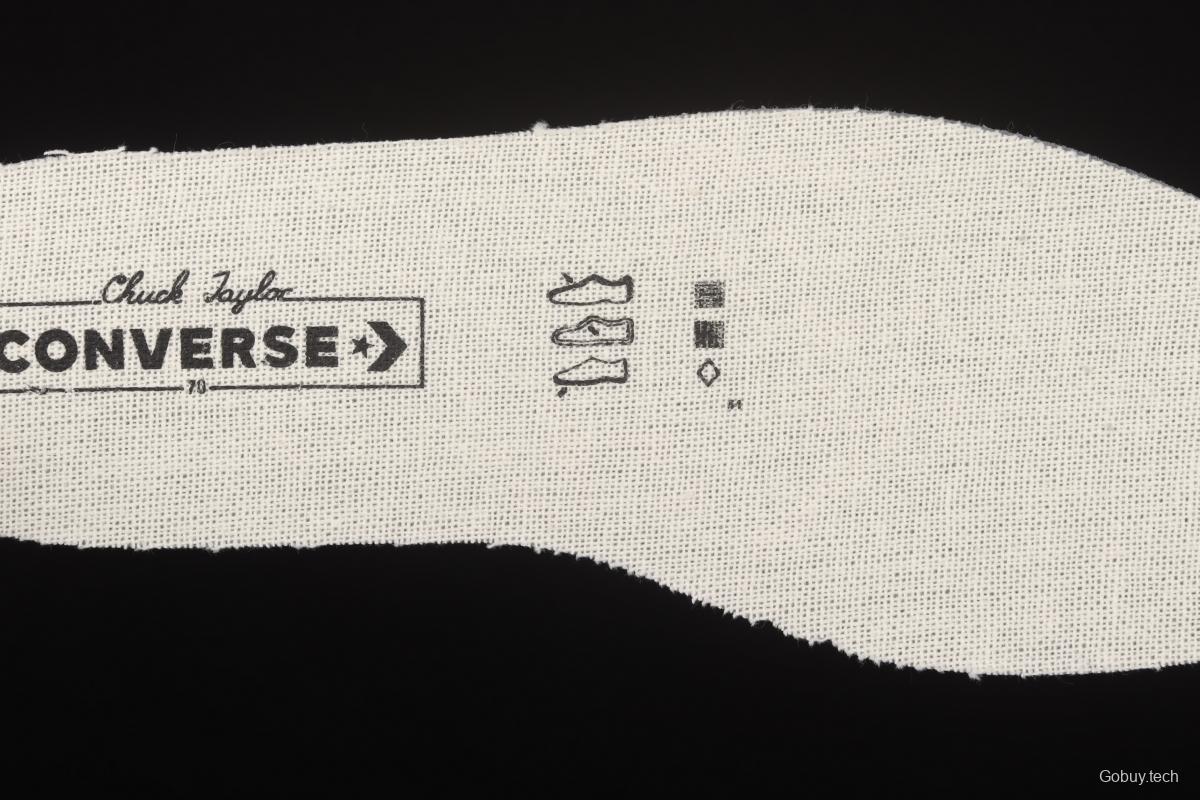 Chuck Taylor
CONVERSE
70
Gobuy.tech